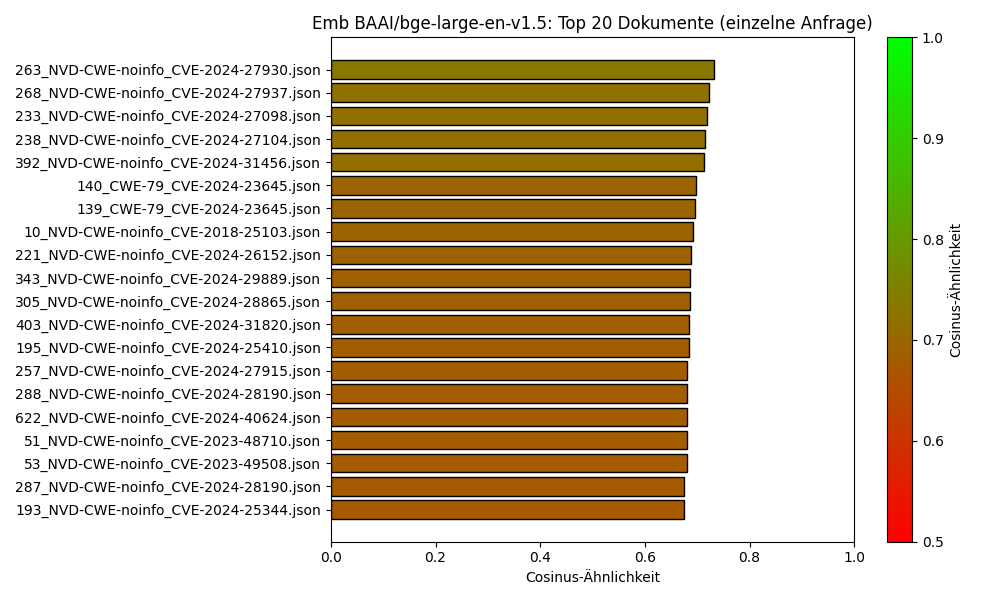 Emb BAAI/bge-large-en-v1.5: Top 20 Dokumente (einzelne Anfrage)
263_NVD-CWE-noinfo_CVE-2024-27930.json
268_NVD-CWE-noinfo_CVE-2024-27937.json
233_NVD-CWE-noinfo_CVE-2024-27098.json
238_NVD-CWE-noinfo_CVE-2024-27104.json
392_NVD-CWE-noinfo_CVE-2024-31456.json
140_CWE-79_CVE-2024-23645.json
139_CWE-79_CVE-2024-23645.json
10_NVD-CWE-noinfo_CVE-2018-25103.json
221_NVD-CWE-noinfo_CVE-2024-26152.json
343_NVD-CWE-noinfo_CVE-2024-29889.json
305_NVD-CWE-noinfo_CVE-2024-28865.json
403_NVD-CWE-noinfo_CVE-2024-31820.json
195_NVD-CWE-noinfo_CVE-2024-25410.json
257_NVD-CWE-noinfo_CVE-2024-27915.json
288_NVD-CWE-noinfo_CVE-2024-28190.json
622_NVD-CWE-noinfo_CVE-2024-40624.json
51_NVD-CWE-noinfo_CVE-2023-48710.json
53_NVD-CWE-noinfo_CVE-2023-49508.json
287_NVD-CWE-noinfo_CVE-2024-28190.json
193_NVD-CWE-noinfo_CVE-2024-25344.json
0.0 0.2 0.4 0.6 0.8 1.0
Cosinus-Ähnlichkeit
1.0
0.9
0.8
0.7
0.6
0.5
Cosinus-Ähnlichkeit